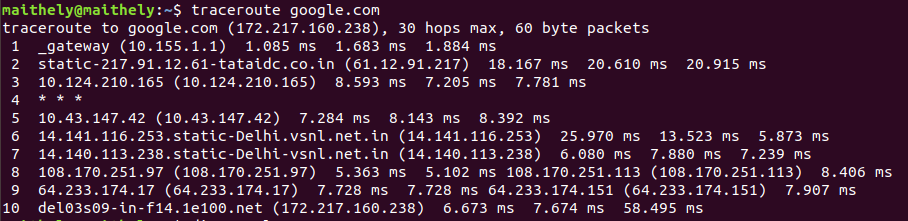 maithely@maithely:~$ traceroute google.com
traceroute to google.com (172.217.160.238), 30 hops max, 60 byte packets
1 _gateway (10.155.1.1) 1.085 ms 1.683 ms 1.884 ms
2 static-217.91.12.61-tataidc.co.in (61.12.91.217) 18.167 ms 20.610 ms 20.915 ms
3 10.124.210.165 (10.124.210.165) 8.593 ms 7.205 ms 7.781 ms
4 * * *
5 10.43.147.42 (10.43.147.42) 7.284 ms 8.143 ms 8.392 ms
6 14.141.116.253.static-Delhi.vsnl.net.in (14.141.116.253) 25.970 ms 13.523 ms 5.873 ms
7 14.140.113.238.static-Delhi.vsnl.net.in (14.140.113.238) 6.080 ms 7.880 ms 7.239 ms
8 108.170.251.97 (108.170.251.97) 5.363 ms 5.102 ms 108.170.251.113 (108.170.251.113) 8.406 ms
9 64.233.174.17 (64.233.174.17) 7.728 ms 7.728 ms 64.233.174.151 (64.233.174.151) 7.907 ms
10 del03s09-in-f14.1e100.net (172.217.160.238) 6.673 ms 7.674 ms 58.495 ms